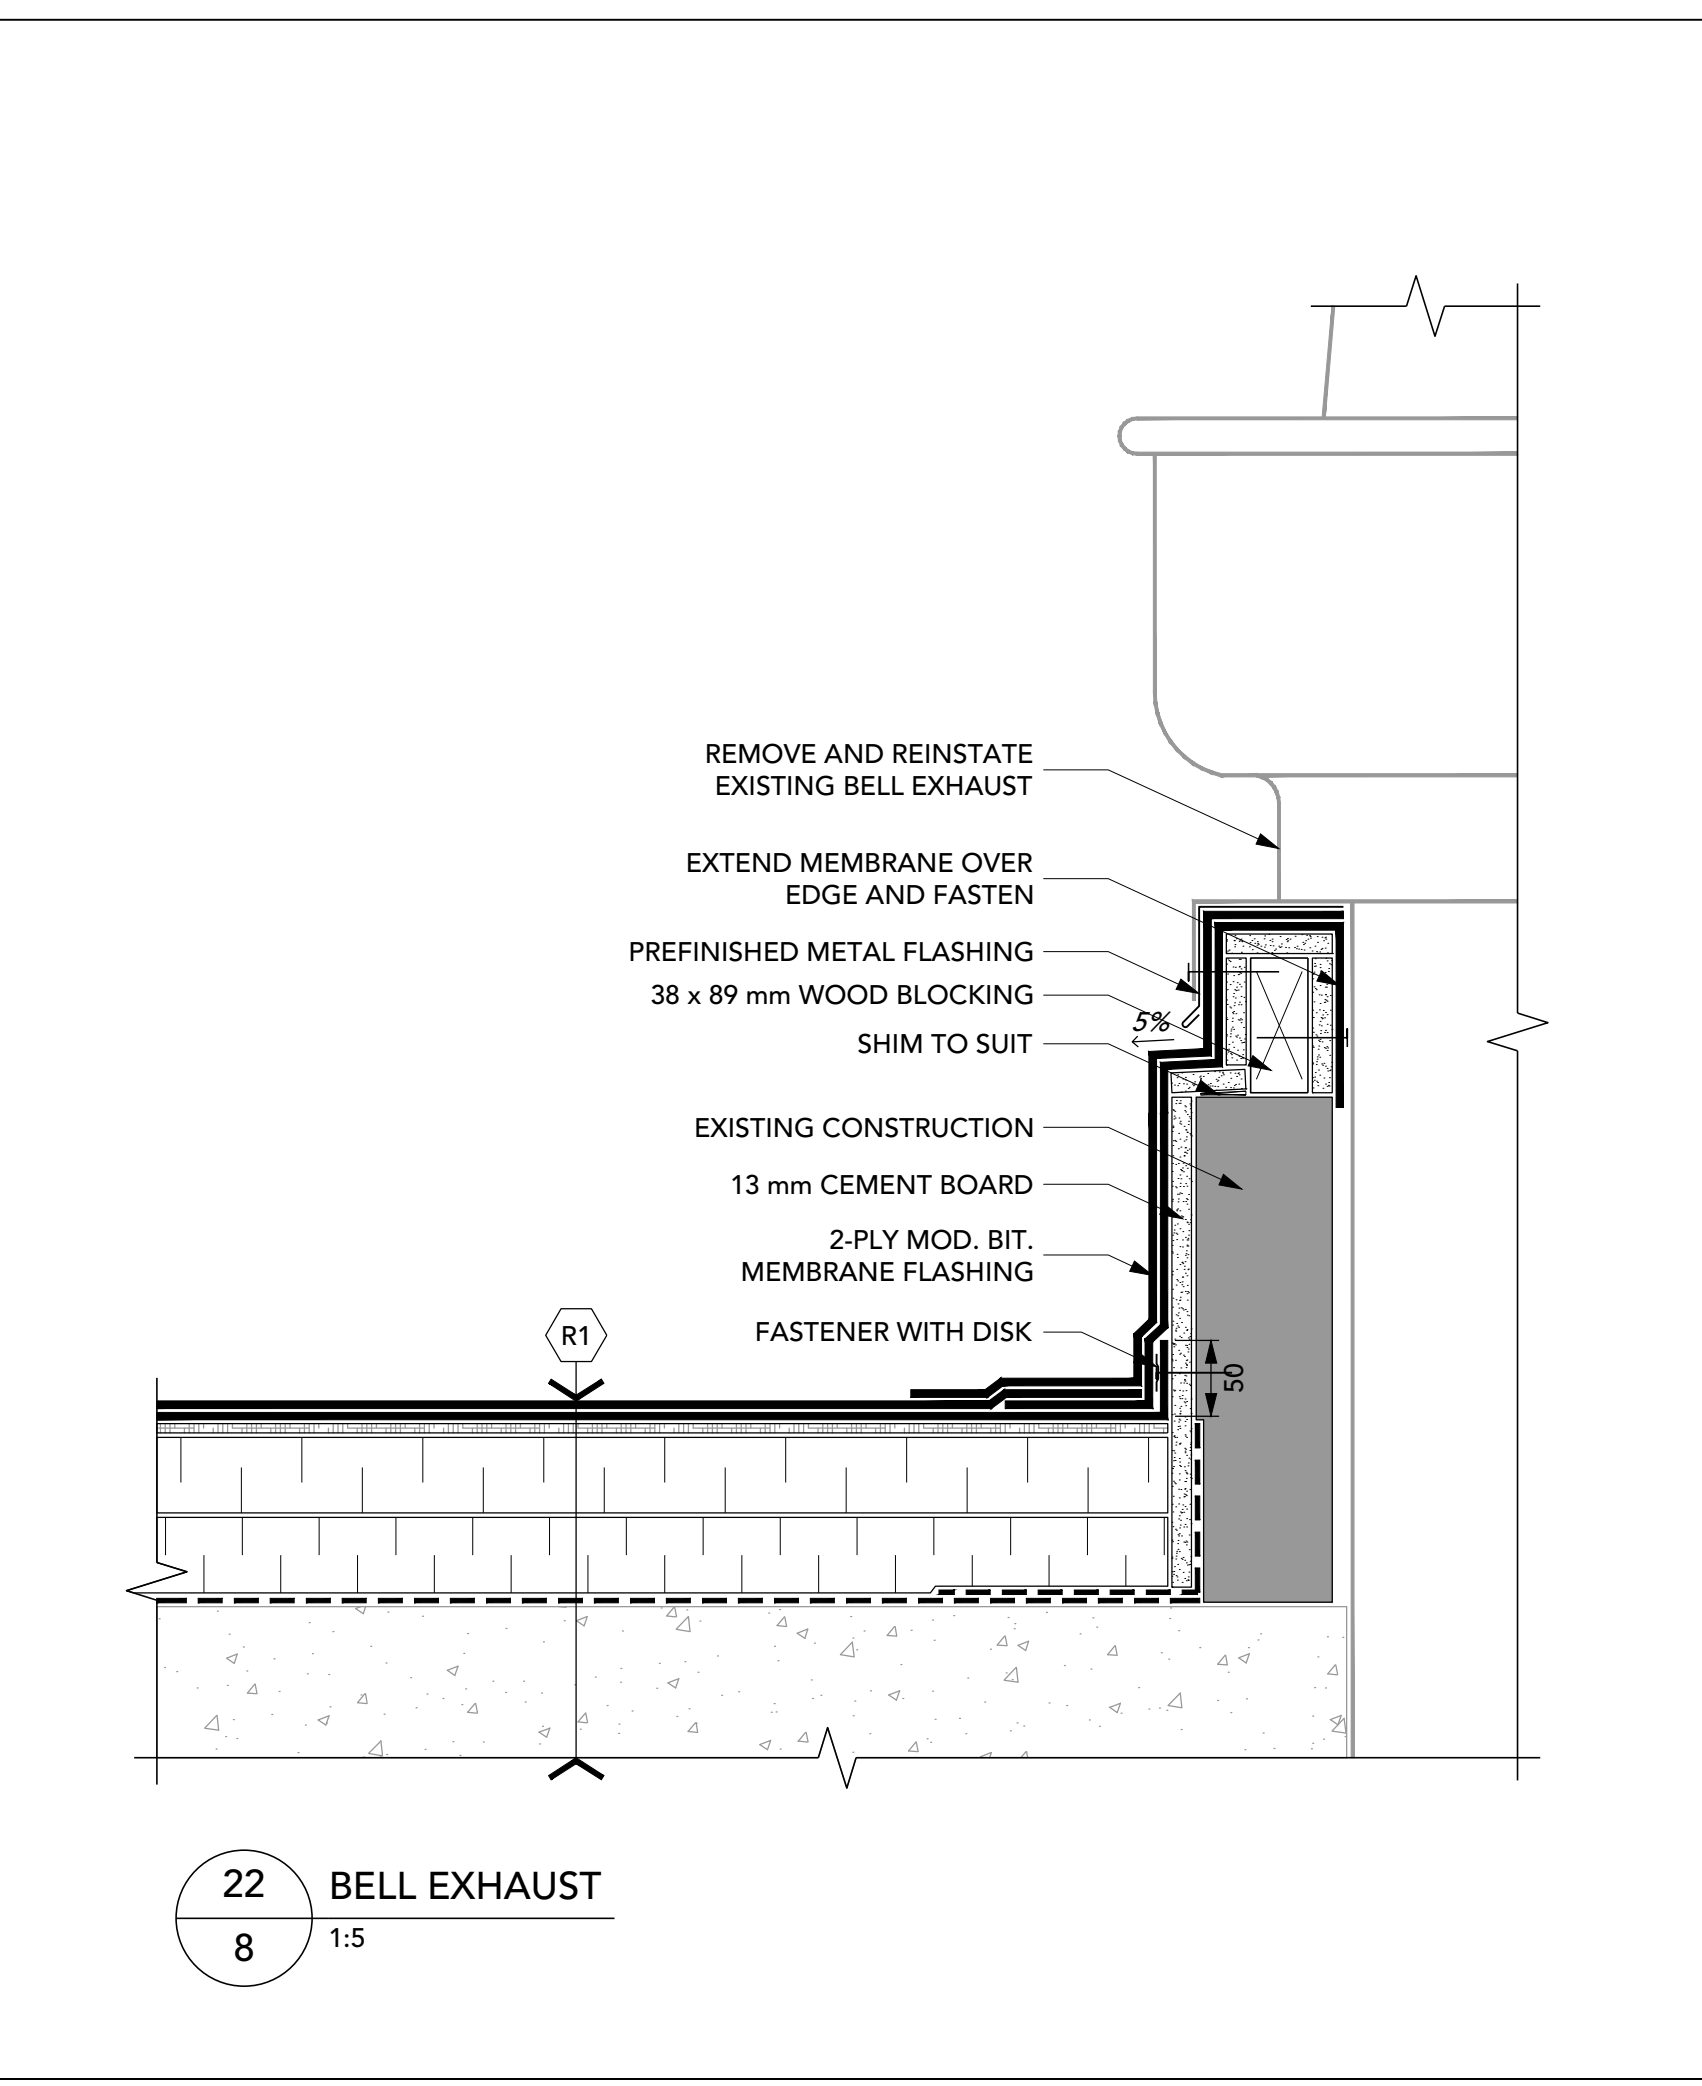 REMOVE AND REINSTATE
EXISTING BELL EXHAUST
EXTEND MEMBRANE OVER
EDGE AND FASTEN
PREFINISHED METAL FLASHING
38 x 89 mm WOOD BLOCKING
5%
SHIM TO SUIT
EXISTING CONSTRUCTION
13 mm CEMENT BOARD
2-PLY MOD. BIT.
MEMBRANE FLASHING
FASTENER WITH DISK
R1
50
22
BELL EXHAUST
8
1:5